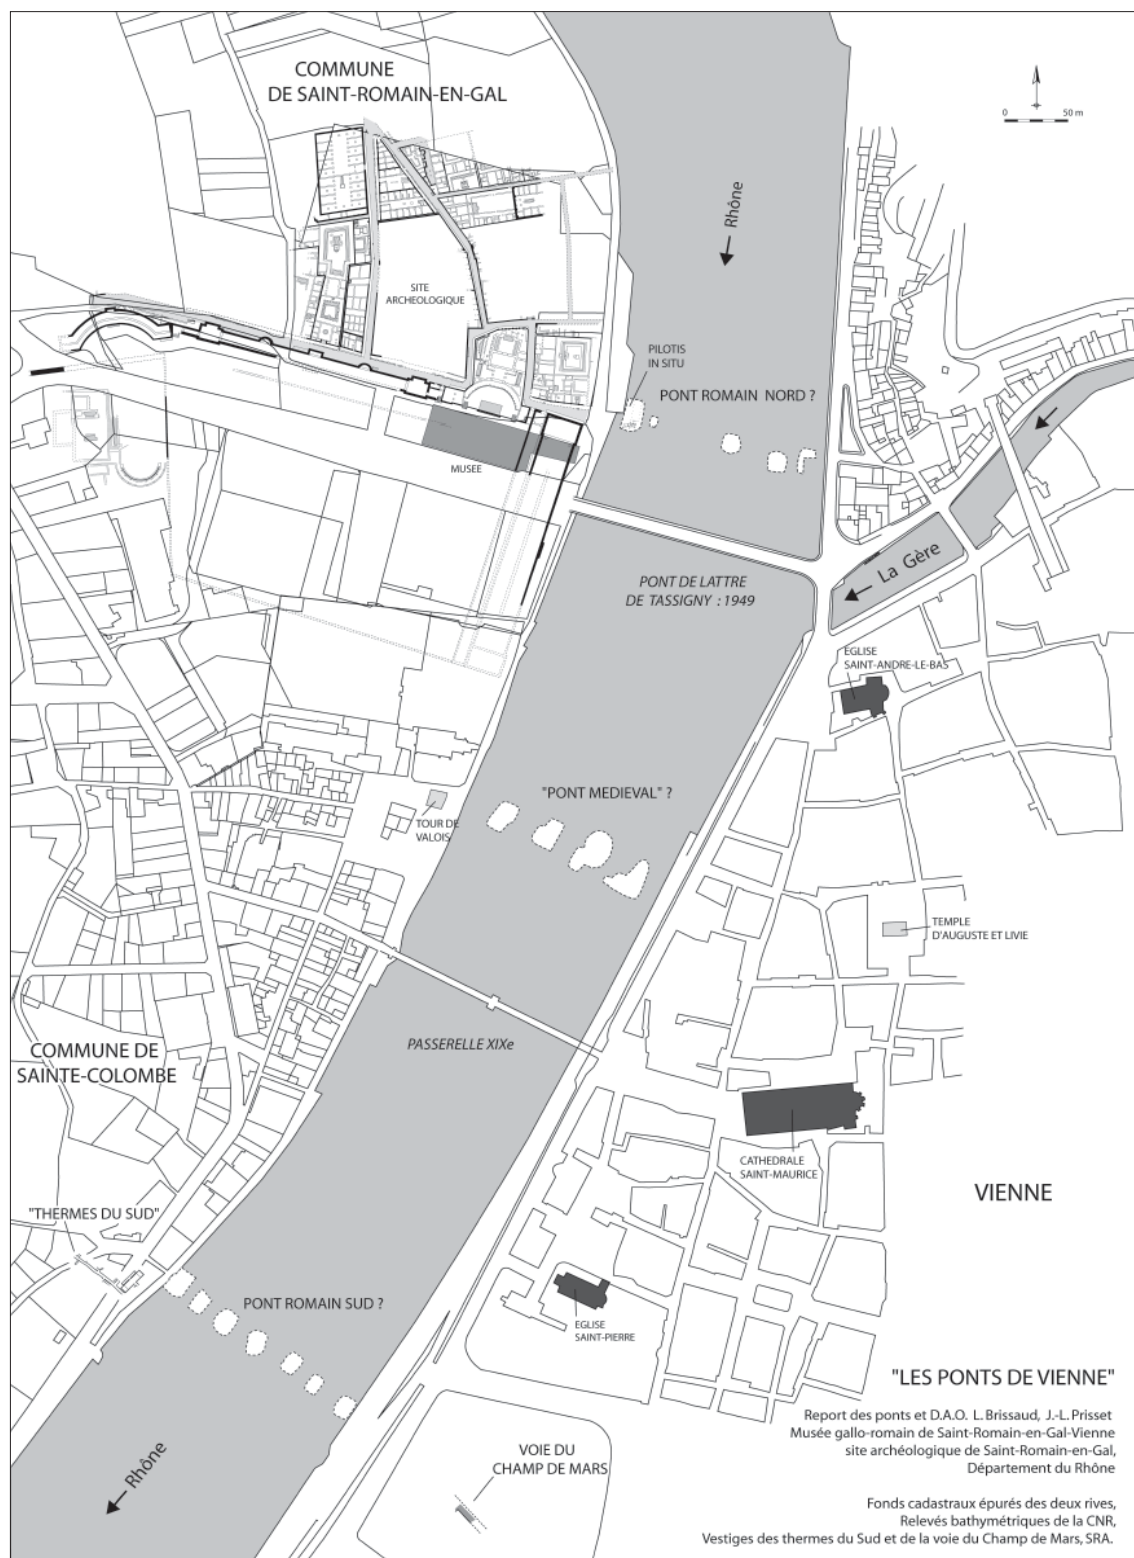 COMMUNE
DE SAINT-ROMAIN-EN-GAL
0 50 m
Rhône
SITE
ARCHEOLOGIQUE
PILOTIS
IN SITU
PONT ROMAIN NORD ?
MUSEE
La Gère
PONT DE LATTRE
DE TASSIGNY : 1949
EGLISE
SAINT-ANDRE-LE-BAS
"PONT MEDIEVAL" ?
TOUR DE
VALOIS
TEMPLE
D'AUGUSTE ET LIVIE
PASSERELLE XIXe
COMMUNE DE
SAINTE-COLOMBE
CATHEDRALE
SAINT-MAURICE
VIENNE
"THERMES DU SUD"
PONT ROMAIN SUD ?
EGLISE
SAINT-PIERRE
"LES PONTS DE VIENNE"
Report des ponts et D.A.O. L. Brissaud, J.-L. Prisset
Musée gallo-romain de Saint-Romain-en-Gal-Vienne
site archéologique de Saint-Romain-en-Gal,
Département du Rhône
VOIE DU
CHAMP DE MARS
Rhône
Fonds cadastraux épurés des deux rives,
Relevés bathymétriques de la CNR,
Vestiges des thermes du Sud et de la voie du Champ de Mars, SRA.